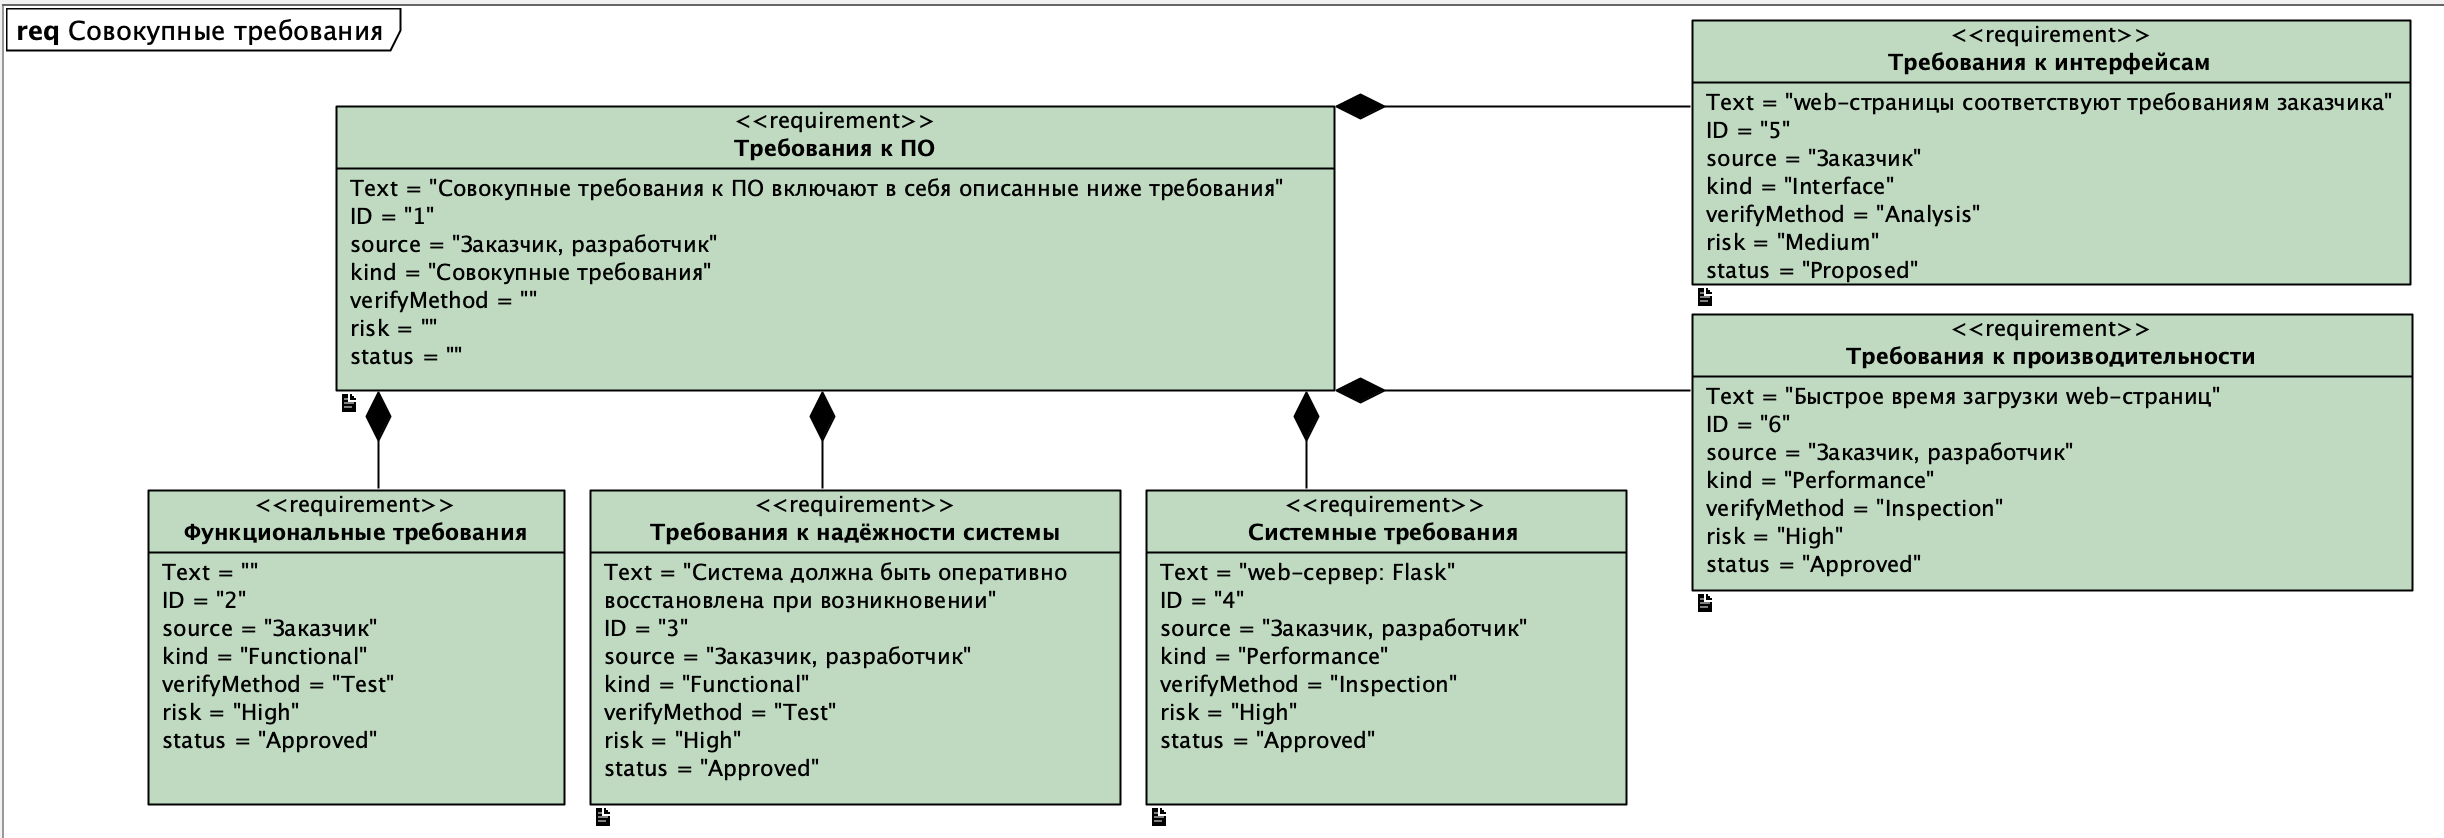 req Совокупные требования
<<requirement>>
Требования к ПО
Text = "Совокупные требования к ПО включают в себя описанные ниже требования"
ID = "1"
source = "Заказчик, разработчик"
kind = "Совокупные требования"
verifyMethod = ""
risk = ""
status = ""
<<requirement>>
Требования к интерфейсам
Text = "web-страницы соответствуют требованиям заказчика"
ID = "5"
source = "Заказчик"
kind = "Interface"
verifyMethod = "Analysis"
risk = "Medium"
status = "Proposed"
<<requirement>>
Требования к производительности
Text = "Быстрое время загрузки web-страниц"
ID = "6"
source = "Заказчик, разработчик"
kind = "Performance"
verifyMethod = "Inspection"
risk = "High"
status = "Approved"
<<requirement>>
Функциональные требования
Text = ""
ID = "2"
source = "Заказчик"
kind = "Functional"
verifyMethod = "Test"
risk = "High"
status = "Approved"
<<requirement>>
Требования к надёжности системы
Text = "Система должна быть оперативно
восстановлена при возникновении"
ID = "3"
source = "Заказчик, разработчик"
kind = "Functional"
verifyMethod = "Test"
risk = "High"
status = "Approved"
<<requirement>>
Системные требования
Text = "web-сервер: Flask"
ID = "4"
source = "Заказчик, разработчик"
kind = "Performance"
verifyMethod = "Inspection"
risk = "High"
status = "Approved"